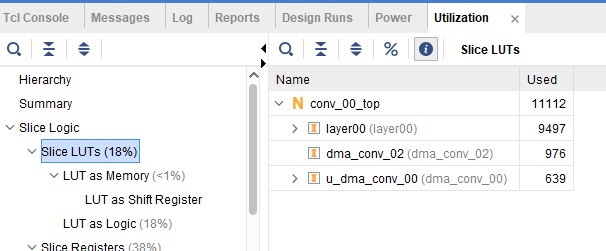 Tcl Console Messages Log Reports Design Runs Power Utilization
Slice LUTs
Hierarchy
Summary
Slice Logic
Slice LUTs (18%)
LUT as Memory (<1%)
LUT as Shift Register
LUT as Logic (18%)
Slice Registers (38%)
Name Used
conv_00_top 11112
layer00 (layer00) 9497
dma_conv_02 (dma_conv_02) 976
u_dma_conv_00 (dma_conv_00) 639